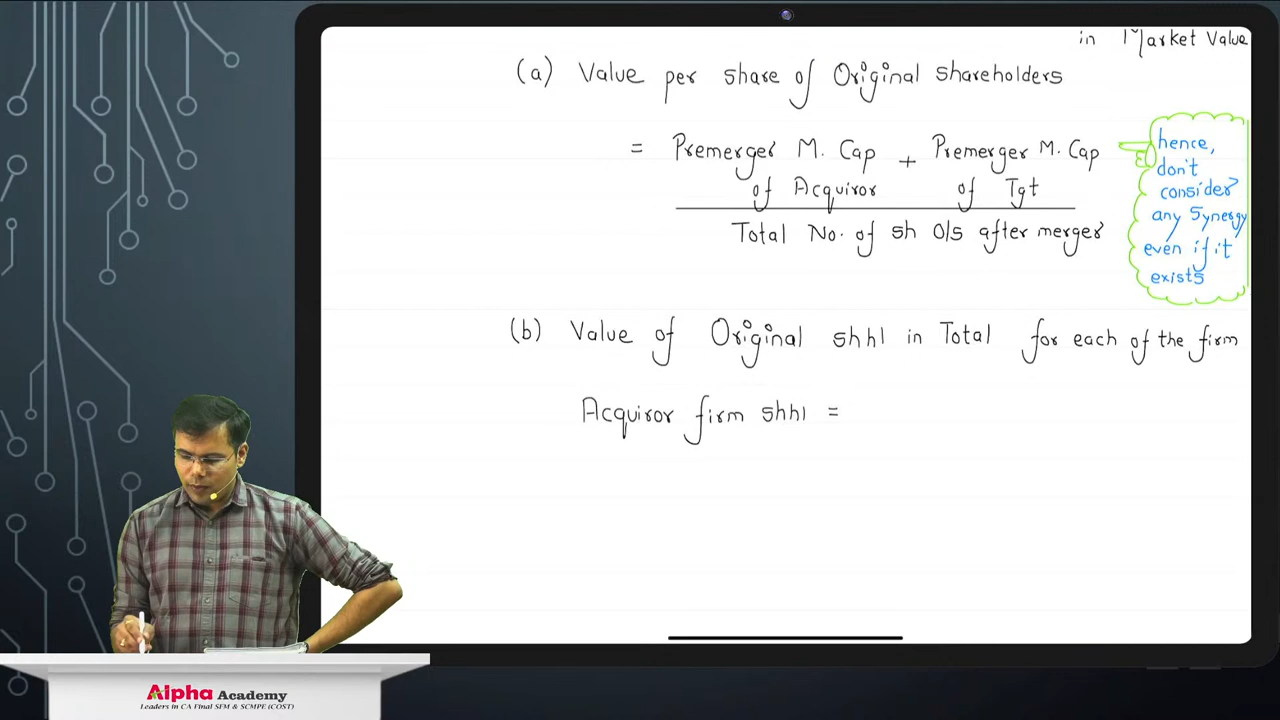 in Market Value
(a) Value per share of Original shareholders
= Premerger M. Cap + Premerger M. Cap
of Acquiror of Tgt
Total No. of sh O/s after merger
hence,
don't
consider
any Synergy
even if it
exists
(b) Value of Original shhl in Total for each of the firm
Acquiror firm shhl =
Alpha Academy
Leaders in CA Final SFM & SCMPE (COST)